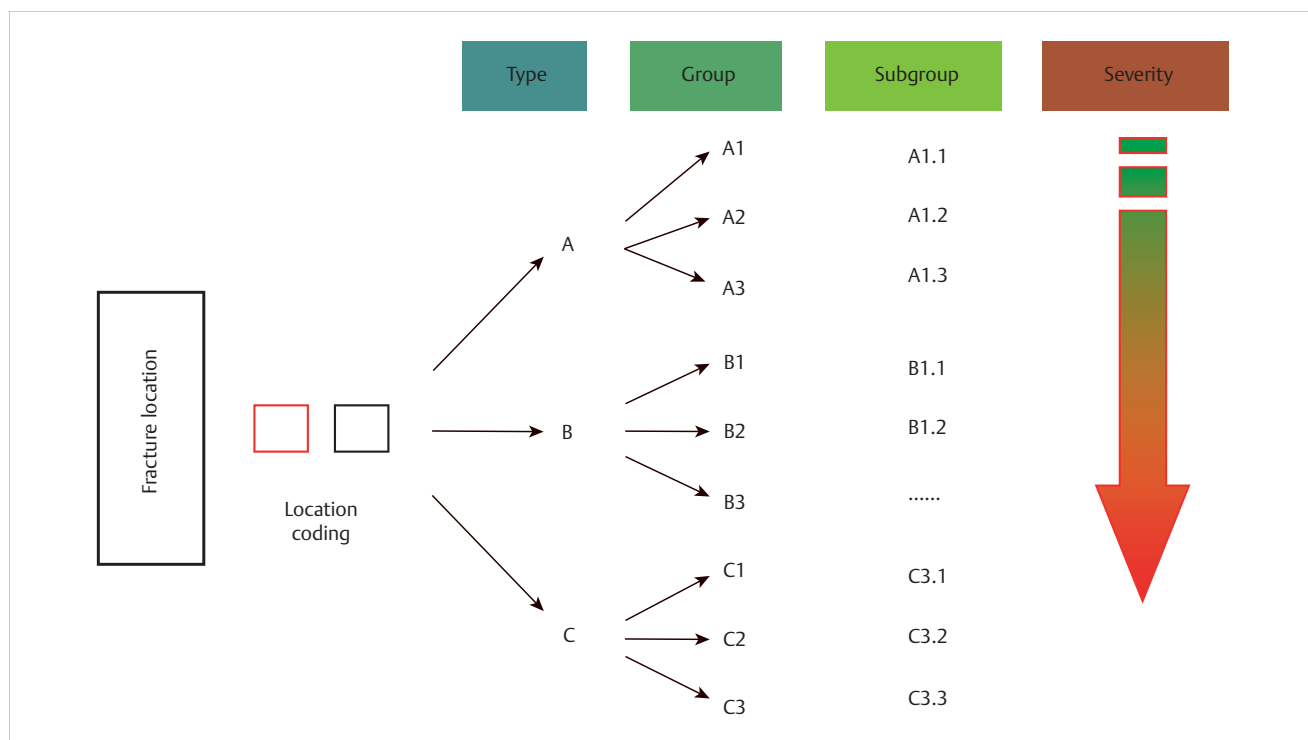 Type
Group
Subgroup
Severity
A1
A1.1
A2
A1.2
A
A3
A1.3
Fracture location
B1
B1.1
B
B2
B1.2
B3
......
Location
coding
C1
C3.1
C
C2
C3.2
C3
C3.3